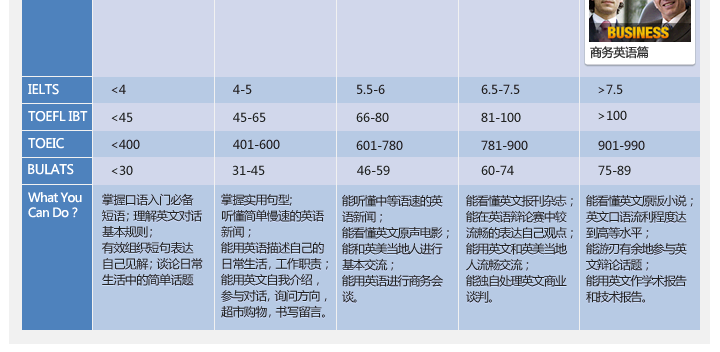 BUSINESS
商务英语篇
IELTS <4 4-5 5.5-6 6.5-7.5 >7.5
TOEFL IBT <45 45-65 66-80 81-100 >100
TOEIC <400 401-600 601-780 781-900 901-990
BULATS <30 31-45 46-59 60-74 75-89
What You
Can Do ?
掌握口语入门必备
短语；理解英文对话
基本规则；
有效组织短句表达
自己见解；谈论日常
生活中的简单话题
掌握实用句型;
听懂简单慢速的英语
新闻；
能用英语描述自己的
日常生活，工作职责；
能用英文自我介绍，
参与对话，询问方向，
超市购物，书写留言。
能听懂中等语速的英
语新闻；
能看懂英文原声电影；
能和英美当地人进行
基本交流；
能用英语进行商务会
谈。
能看懂英文报刊杂志；
能在英语辩论赛中较
流畅的表达自己观点；
能用英文和英美当地
人流畅交流；
能独自处理英文商业
谈判。
能看懂英文原版小说；
英文口语流利程度达
到高等水平；
能游刃有余地参与英
文辩论话题；
能用英文作学术报告
和技术报告。